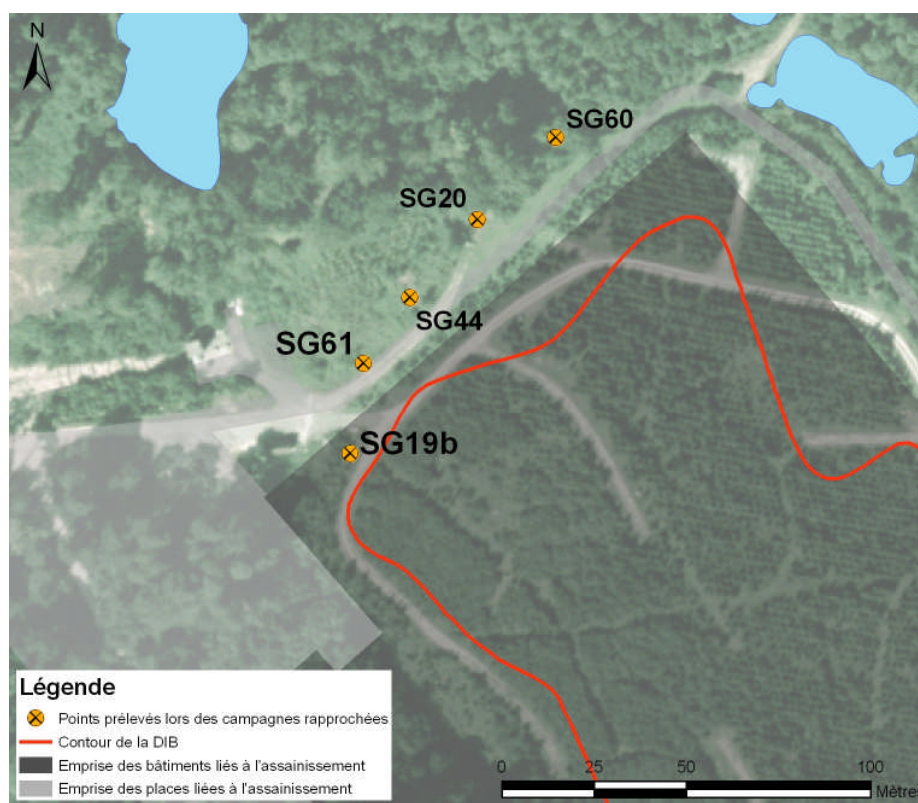 N
SG60
SG20
SG44
SG61
SG19b
Légende
Points prélevés lors des campagnes rapprochées
Contour de la DIB
Emprise des bâtiments liés à l'assainissement
Emprise des places liées à l'assainissement
0 25 50 100
Mètre